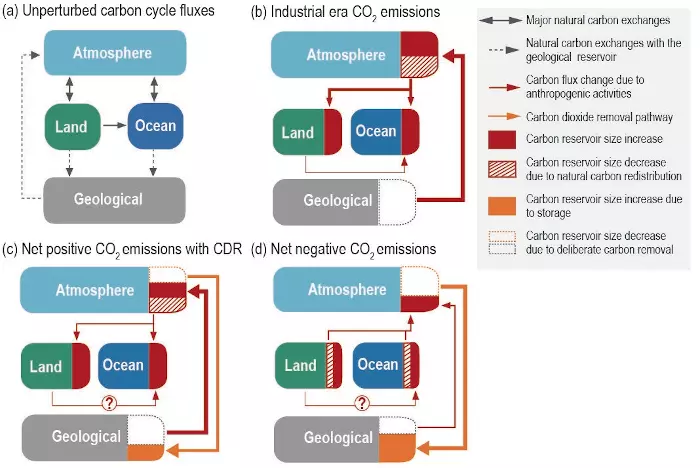 (a) Unperturbed carbon cycle fluxes
Atmosphere
Land
Ocean
Geological
(b) Industrial era CO2 emissions
Atmosphere
Land
Ocean
Geological
Major natural carbon exchanges
Natural carbon exchanges with the
geological reservoir
Carbon flux change due to
anthropogenic activities
Carbon dioxide removal pathway
Carbon reservoir size increase
Carbon reservoir size decrease
due to natural carbon redistribution
Carbon reservoir size increase due
to storage
Carbon reservoir size decrease
due to deliberate carbon removal
(c) Net positive CO2 emissions with CDR
Atmosphere
Land
Ocean
?
Geological
(d) Net negative CO2 emissions
Atmosphere
Land
Ocean
?
Geological